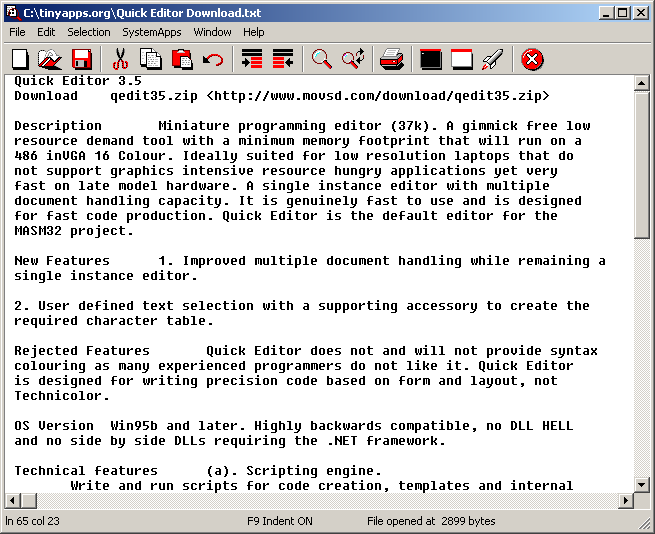 C:\tinyapps.org\Quick Editor Download.txt
File Edit Selection SystemApps Window Help
Quick Editor 3.5
Download qedit35.zip <http://www.movsd.com/download/qedit35.zip>
Description Miniature programming editor (37k). A gimmick free low
resource demand tool with a minimum memory footprint that will run on a
486 inVGA 16 Colour. Ideally suited for low resolution laptops that do
not support graphics intensive resource hungry applications yet very
fast on late model hardware. A single instance editor with multiple
document handling capacity. It is genuinely fast to use and is designed
for fast code production. Quick Editor is the default editor for the
MASM32 project.
New Features 1. Improved multiple document handling while remaining a
single instance editor.
2. User defined text selection with a supporting accessory to create the
required character table.
Rejected Features Quick Editor does not and will not provide syntax
colouring as many experienced programmers do not like it. Quick Editor
is designed for writing precision code based on form and layout, not
Technicolor.
OS Version Win95b and later. Highly backwards compatible, no DLL HELL
and no side by side DLLs requiring the .NET framework.
Technical features (a). Scripting engine.
Write and run scripts for code creation, templates and internal
ln 65 col 23 F9 Indent ON File opened at 2899 bytes